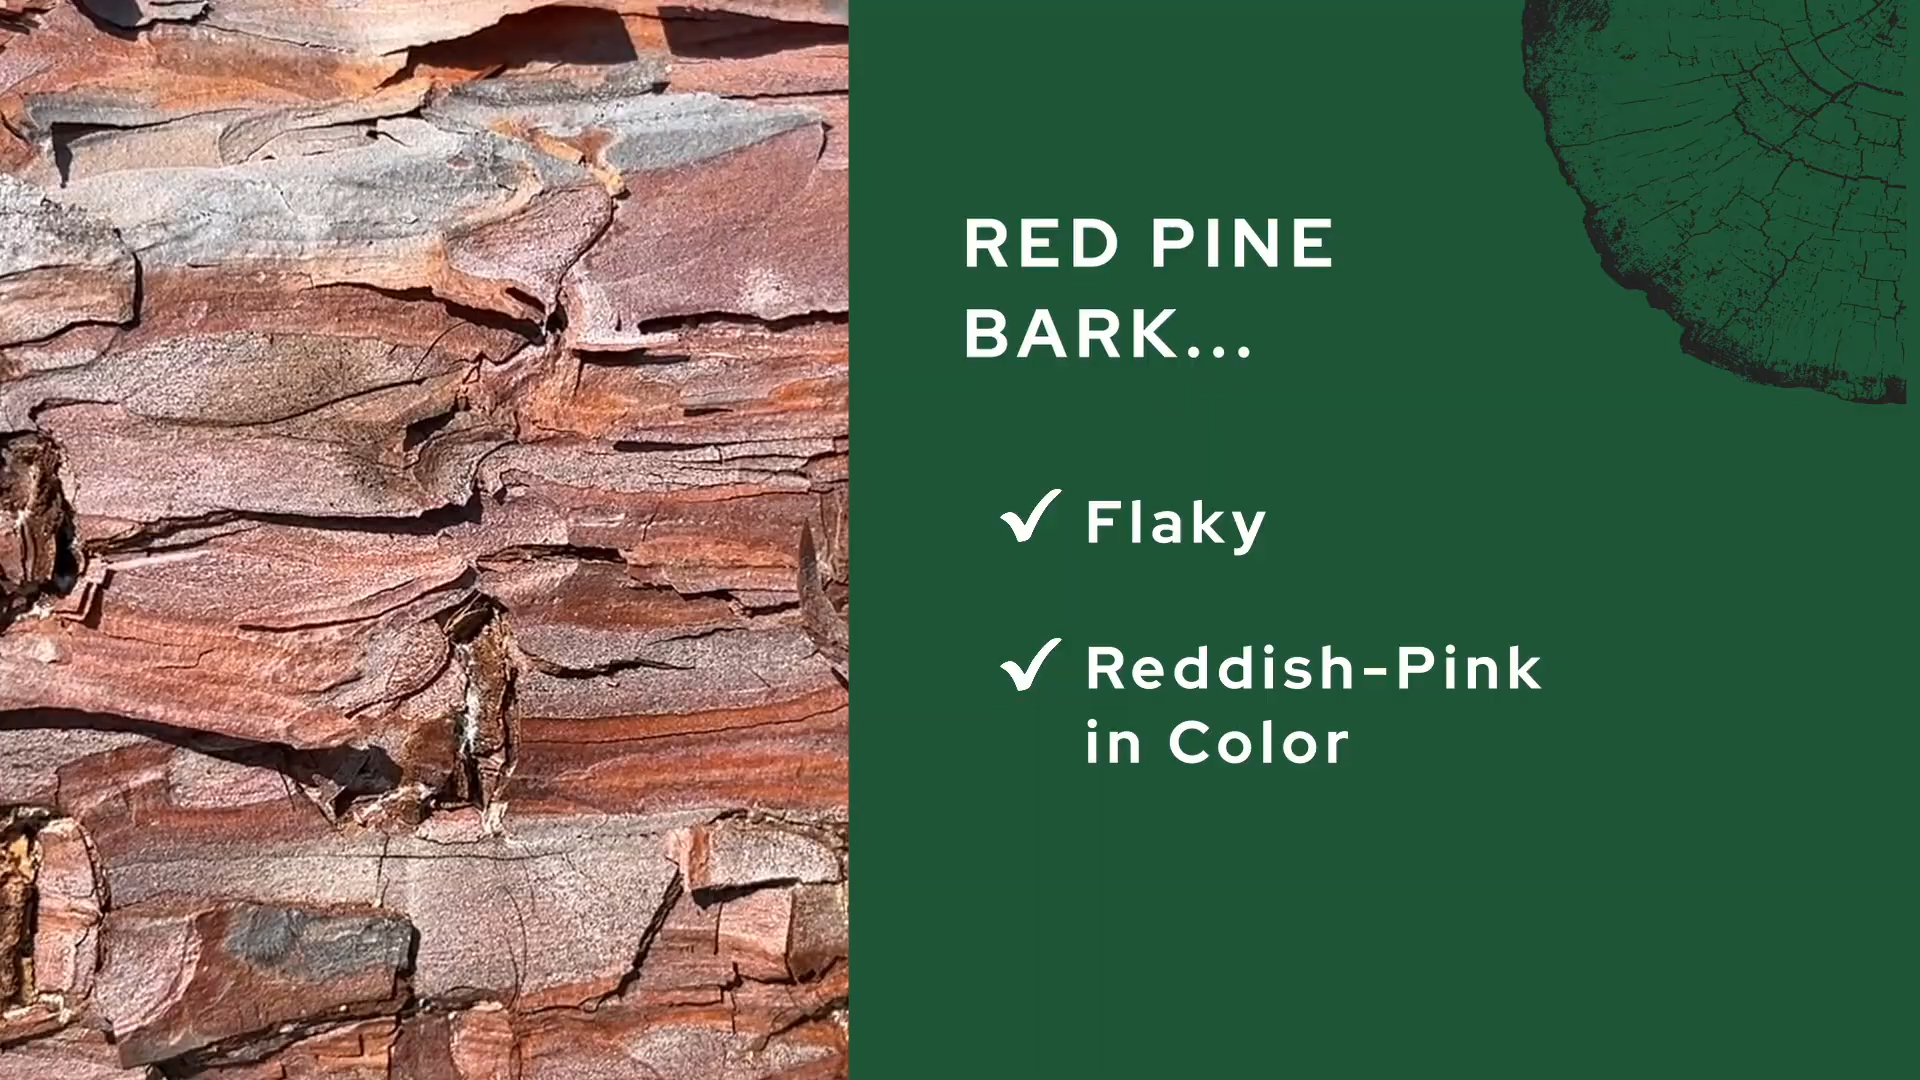 RED PINE
BARK...
✓ Flaky
✓ Reddish-Pink
in Color